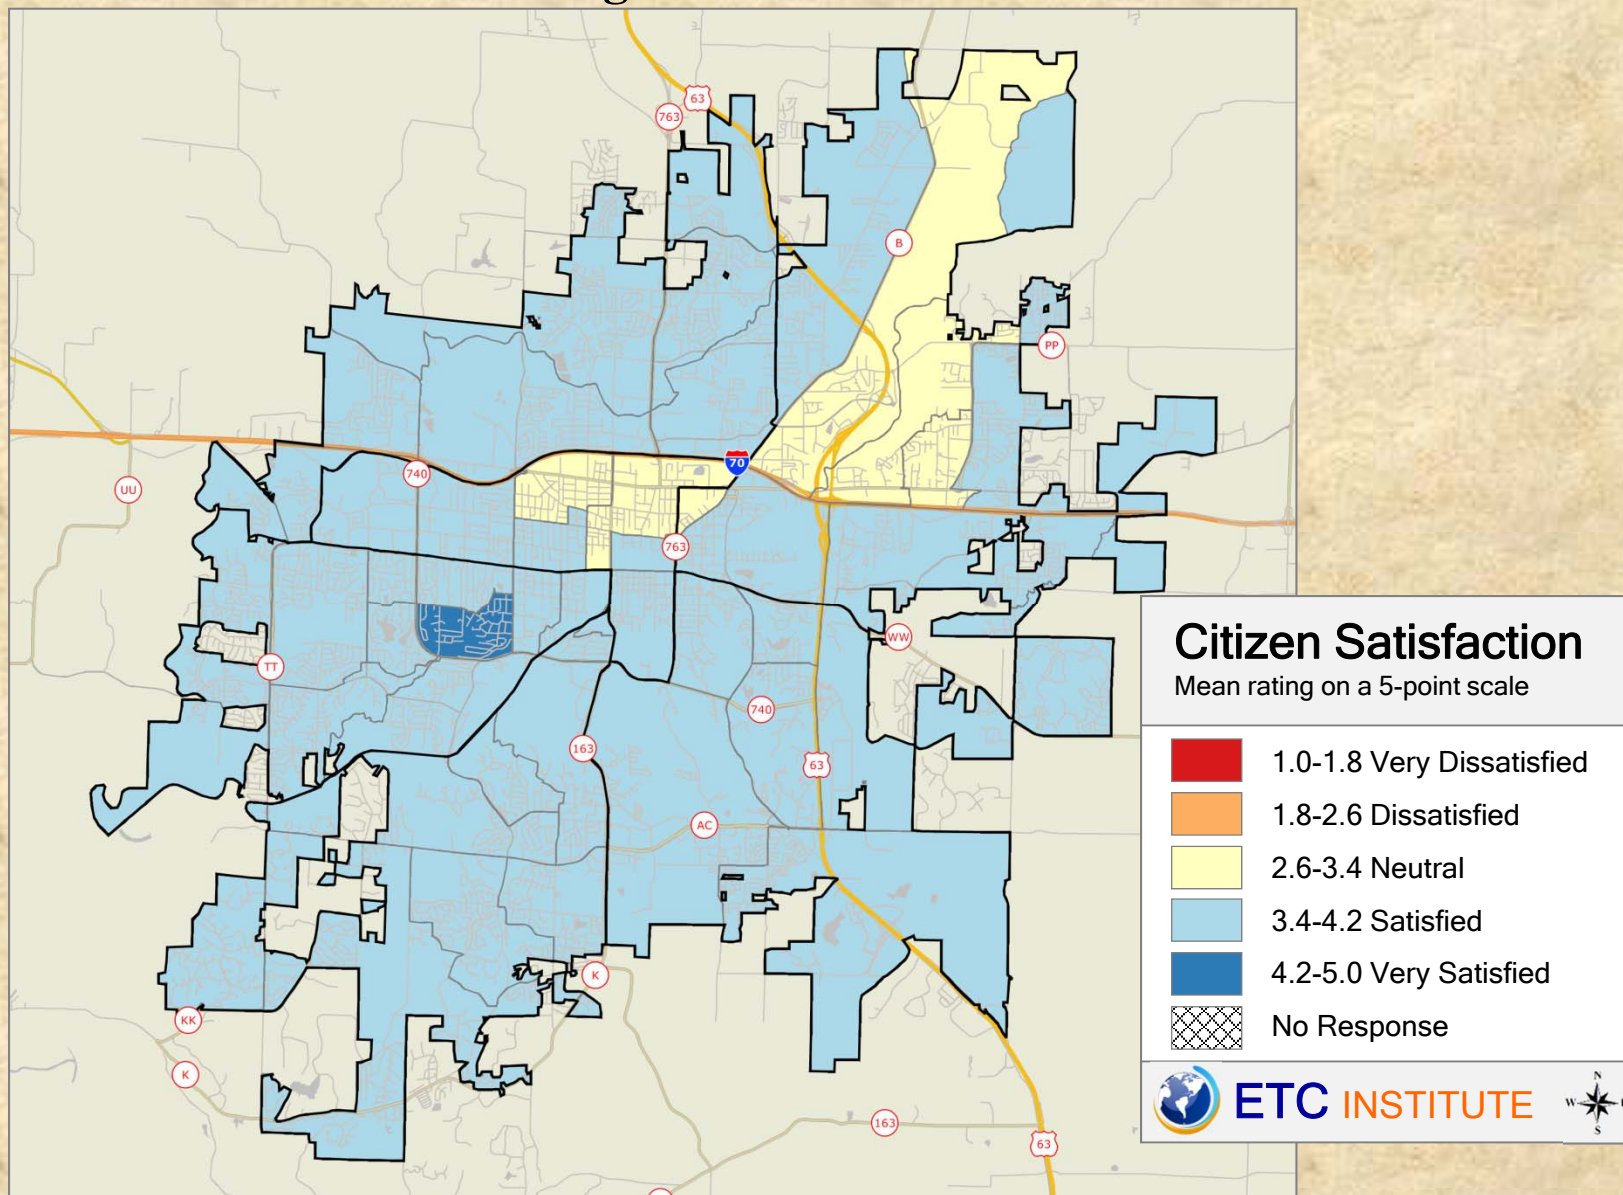 63
763
B
PP
70
740
UU
763
WW
TT
740
163
63
AC
K
KK
K
163
63
Citizen Satisfaction
Mean rating on a 5-point scale
1.0-1.8 Very Dissatisfied
1.8-2.6 Dissatisfied
2.6-3.4 Neutral
3.4-4.2 Satisfied
4.2-5.0 Very Satisfied
No Response
ETC INSTITUTE
N
W
S